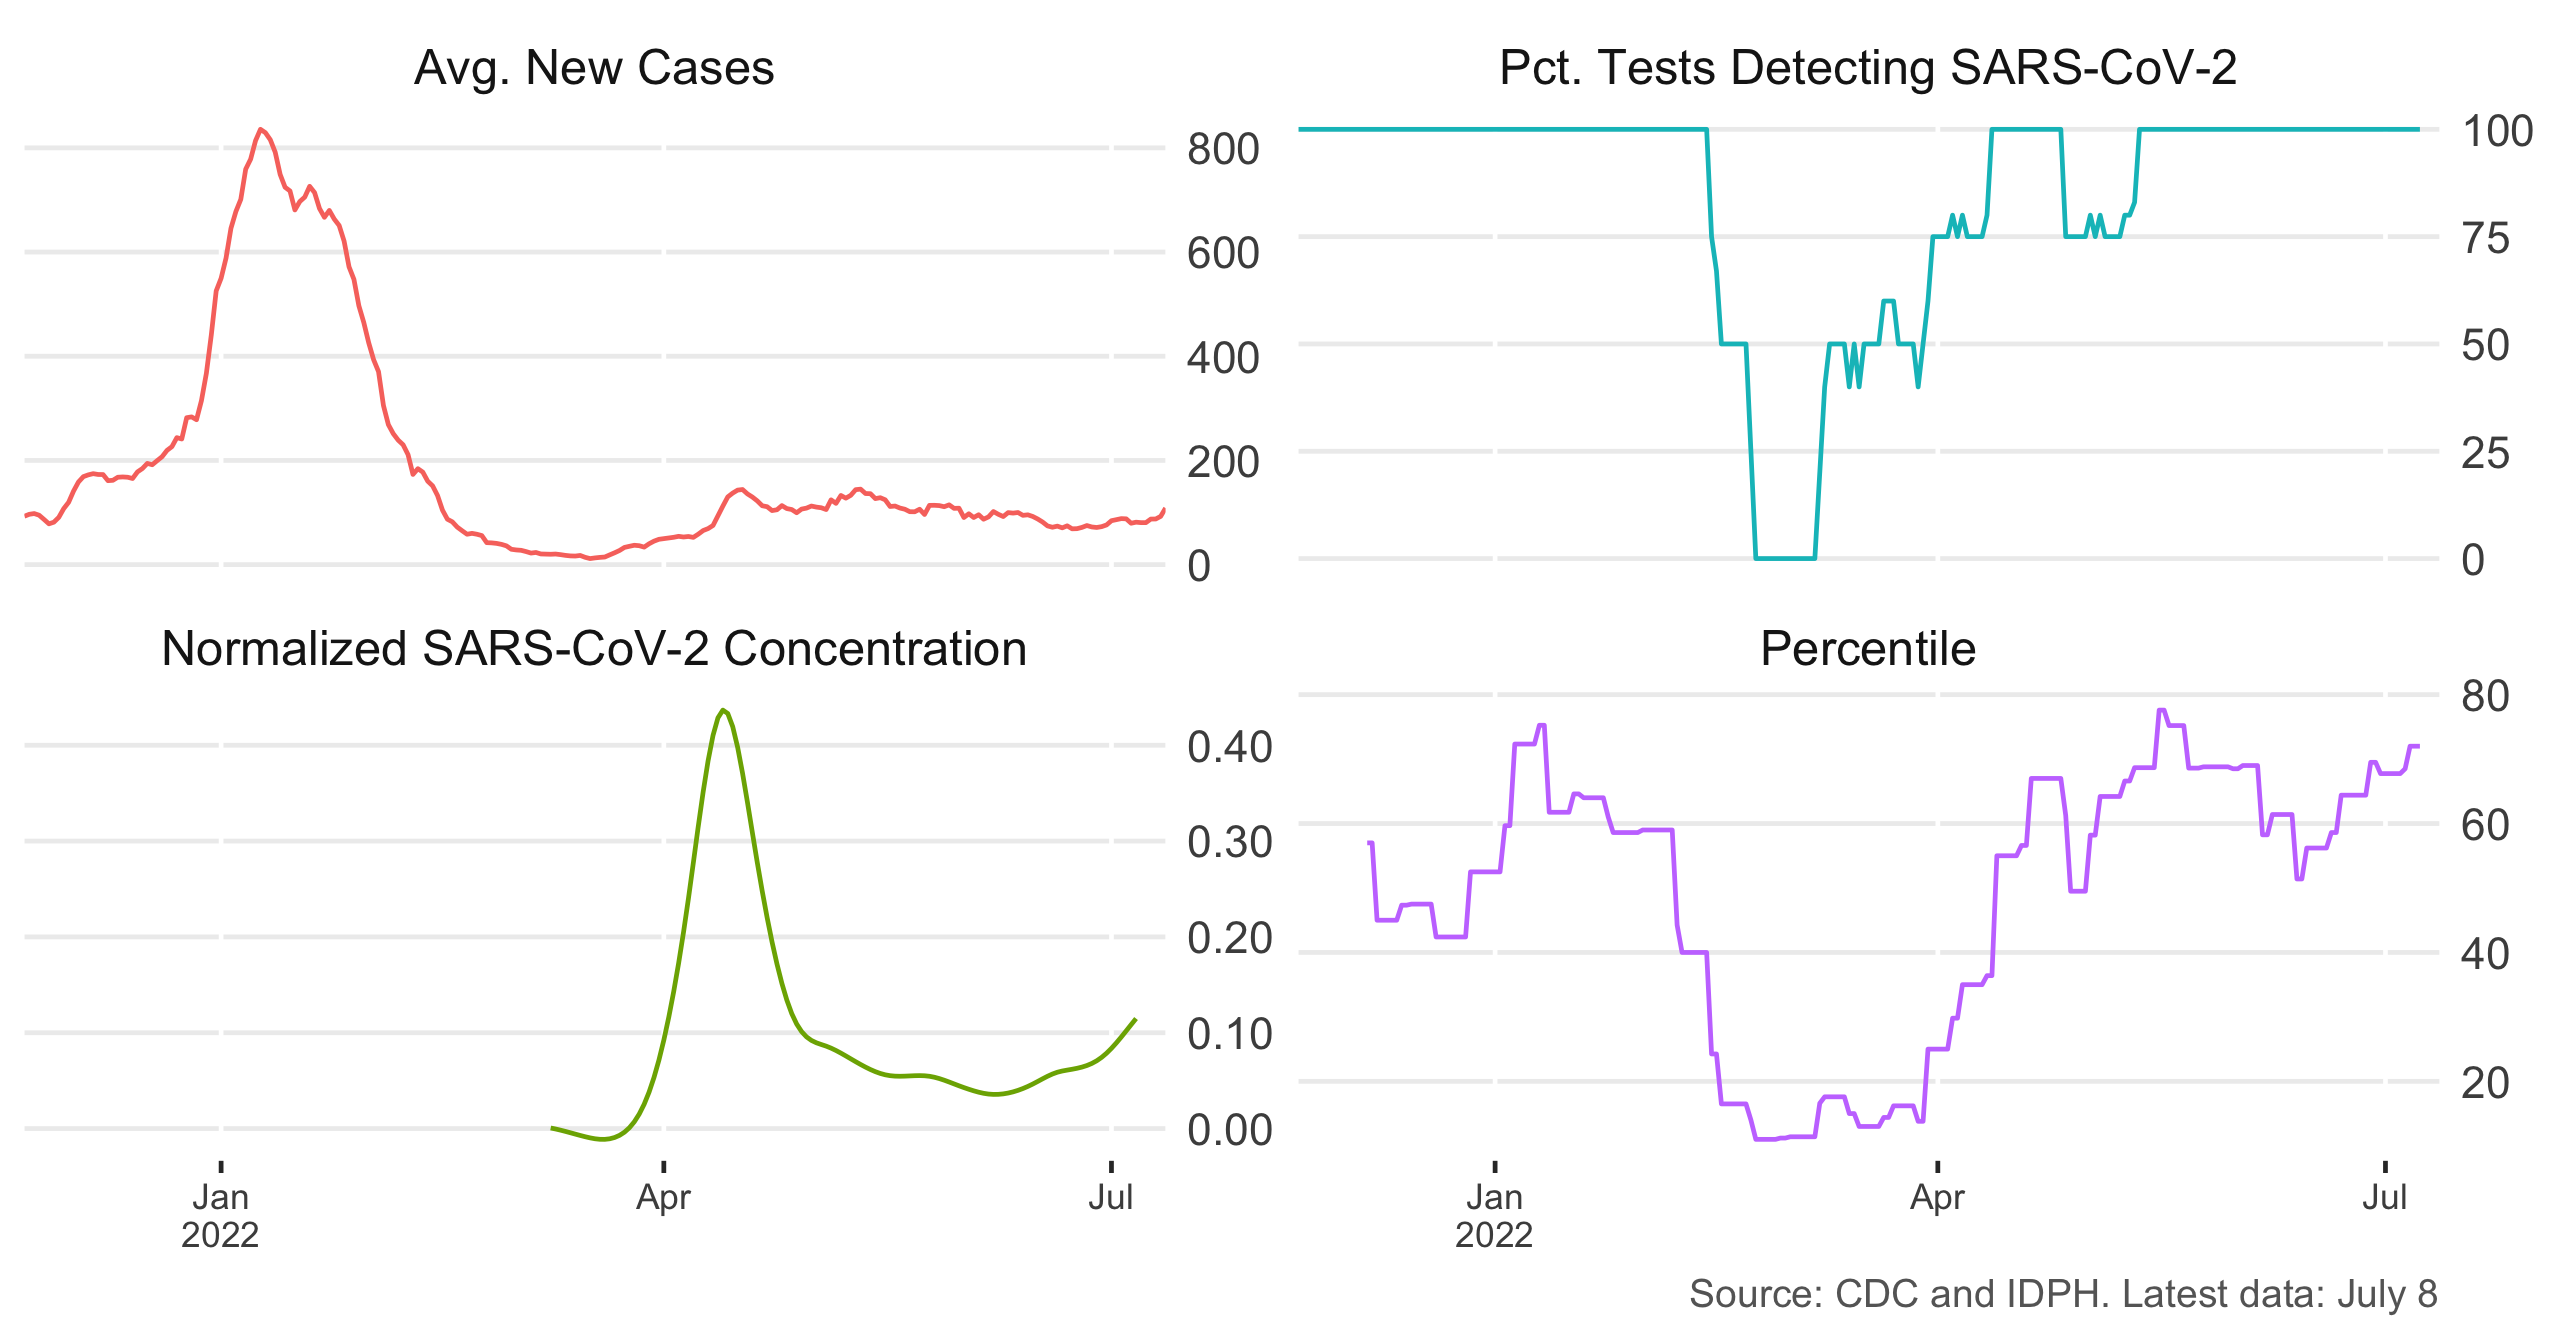 Avg. New Cases
800
600
400
200
0
Pct. Tests Detecting SARS-CoV-2
100
75
50
25
0
Normalized SARS-CoV-2 Concentration
0.40
0.30
0.20
0.10
0.00
Jan
2022
Apr
Jul
Percentile
80
60
40
20
Jan
2022
Apr
Jul
Source: CDC and IDPH. Latest data: July 8